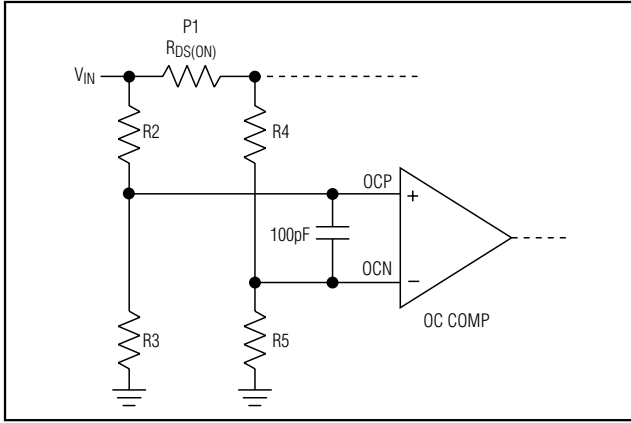 P1
RDS(ON)
VIN
R2
R4
OCP
+
100pF
OCN
−
OC COMP
R3
R5